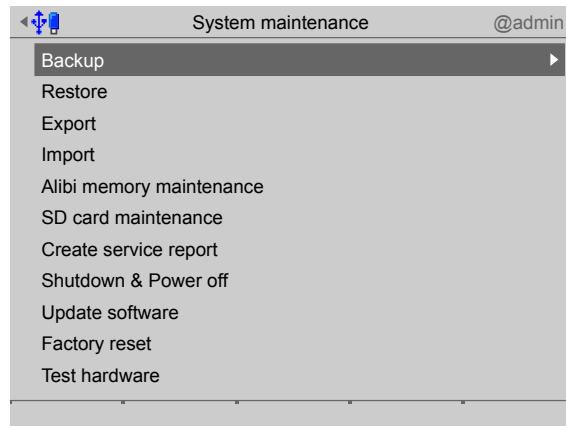 System maintenance @admin
Backup
Restore
Export
Import
Alibi memory maintenance
SD card maintenance
Create service report
Shutdown & Power off
Update software
Factory reset
Test hardware